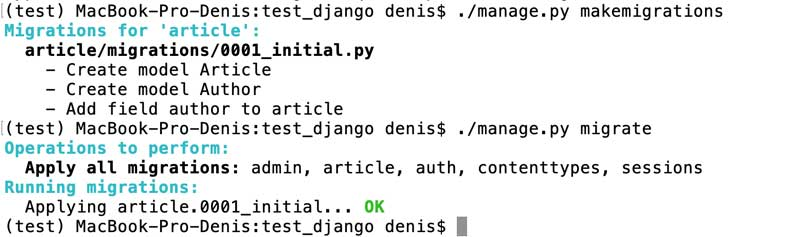 (test) MacBook-Pro-Denis:test_django denis$ ./manage.py makemigrations
Migrations for 'article':
  article/migrations/0001_initial.py
    - Create model Article
    - Create model Author
    - Add field author to article
(test) MacBook-Pro-Denis:test_django denis$ ./manage.py migrate
Operations to perform:
  Apply all migrations: admin, article, auth, contenttypes, sessions
Running migrations:
  Applying article.0001_initial... OK
(test) MacBook-Pro-Denis:test_django denis$